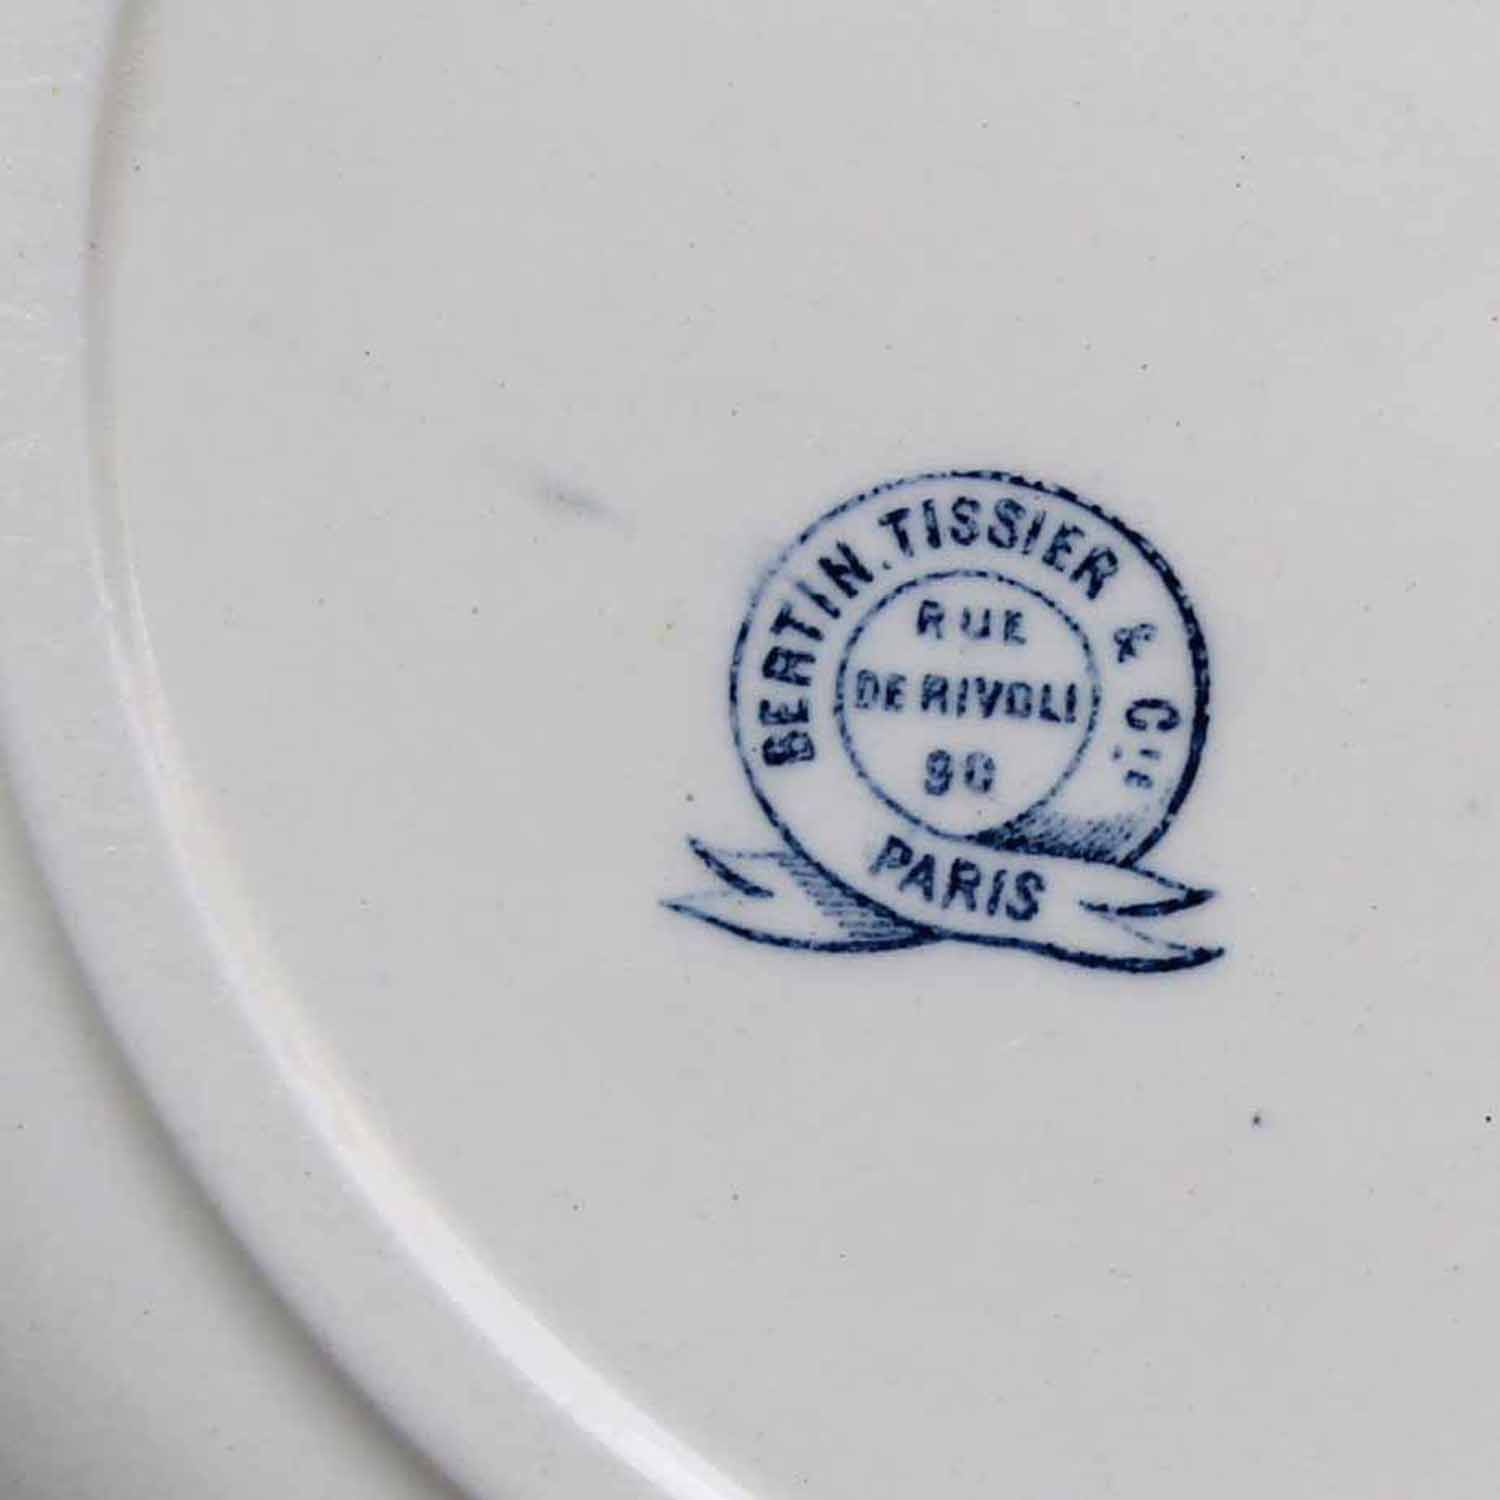 BERTIN. TISSIER & Cie
RUE
DE RIVOLI
90
PARIS